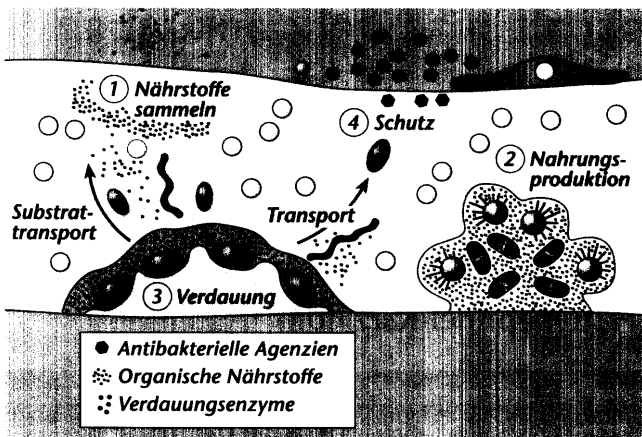 1 Nährstoffe
sammeln
4 Schutz
2 Nahrungs-
produktion
Substrat-
transport
Transport
3 Verdauung
Antibakterielle Agenzien
Organische Nährstoffe
Verdauungsenzyme